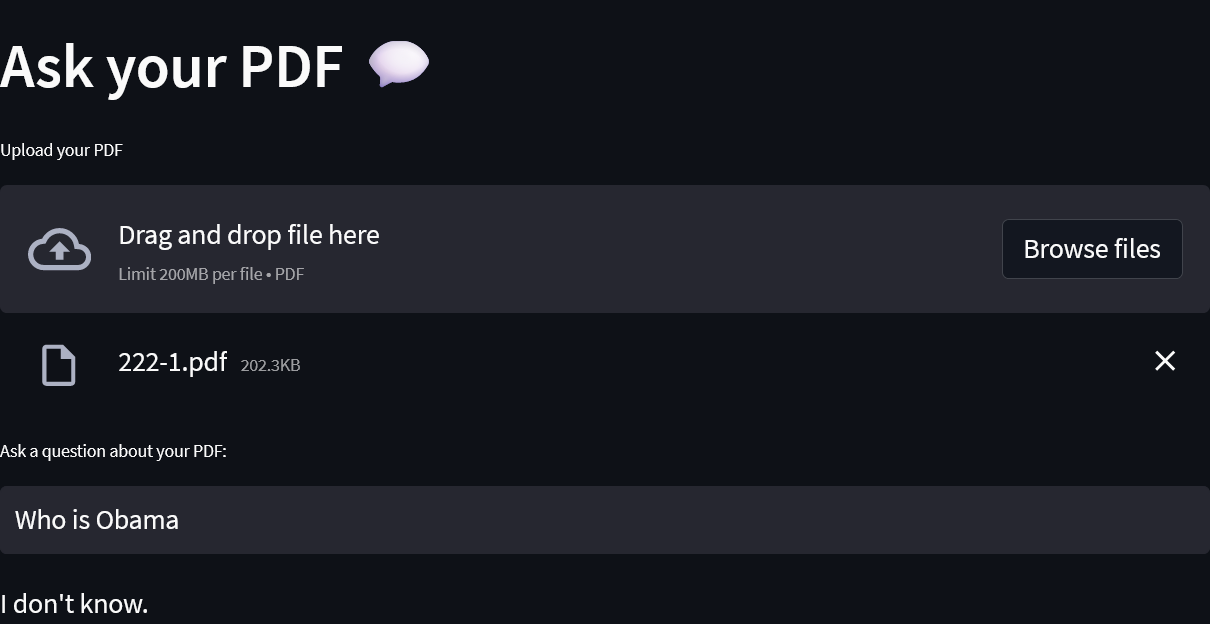 Ask your PDF 💬
Upload your PDF
Drag and drop file here
Limit 200MB per file • PDF
Browse files
222-1.pdf 202.3KB
Ask a question about your PDF:
Who is Obama
I don't know.